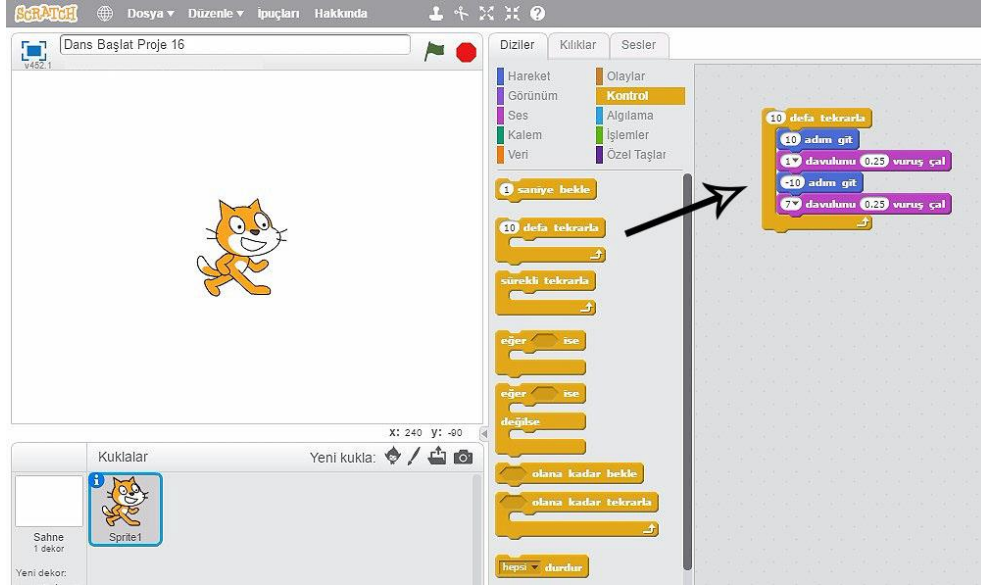 SCRATCH Dosya Düzenle İpuçları Hakkında
Dans Başlat Proje 16
v452.1
Diziler Kılıklar Sesler
Hareket Olaylar
Görünüm Kontrol
Ses Algılama
Kalem İşlemler
Veri Özel Taşlar
1 saniye bekle
10 defa tekrarla
sürekli tekrarla
eğer ise
eğer ise
değilse
olana kadar bekle
olana kadar tekrarla
hepsi durdur
10 defa tekrarla
10 adım git
1 davulunu 0.25 vuruş çal
-10 adım git
7 davulunu 0.25 vuruş çal
x: 240 y: -90
Kuklalar Yeni kukla:
Sprite1
Sahne
1 dekor
Yeni dekor: